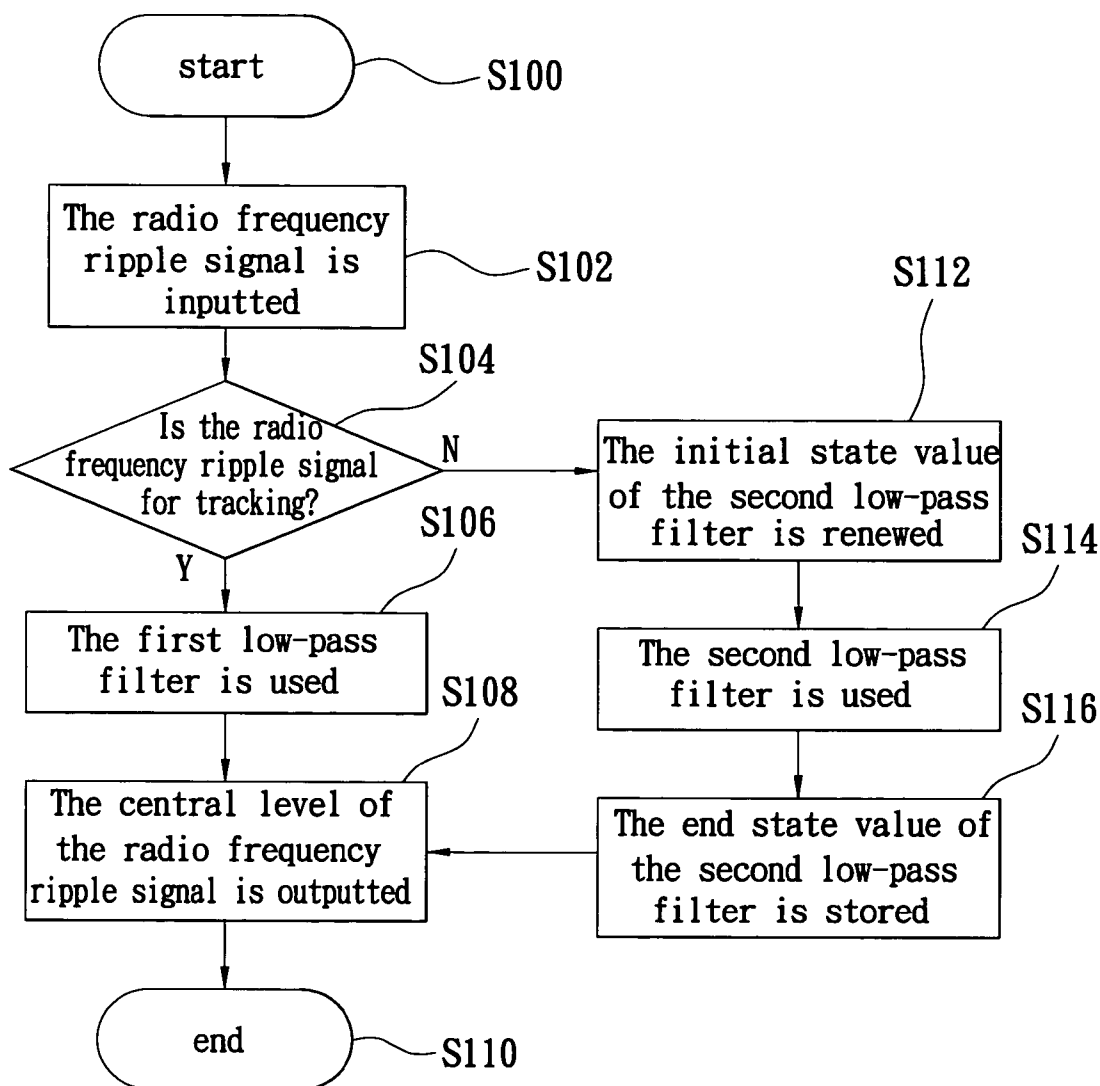 start
S100
The radio frequency
ripple signal is
inputted
S102
S104
Is the radio
frequency ripple signal
for tracking?
N
Y
S112
The initial state value
of the second low-pass
filter is renewed
S106
The first low-pass
filter is used
S114
The second low-pass
filter is used
S108
The central level of
the radio frequency
ripple signal is outputted
S116
The end state value of
the second low-pass
filter is stored
end
S110